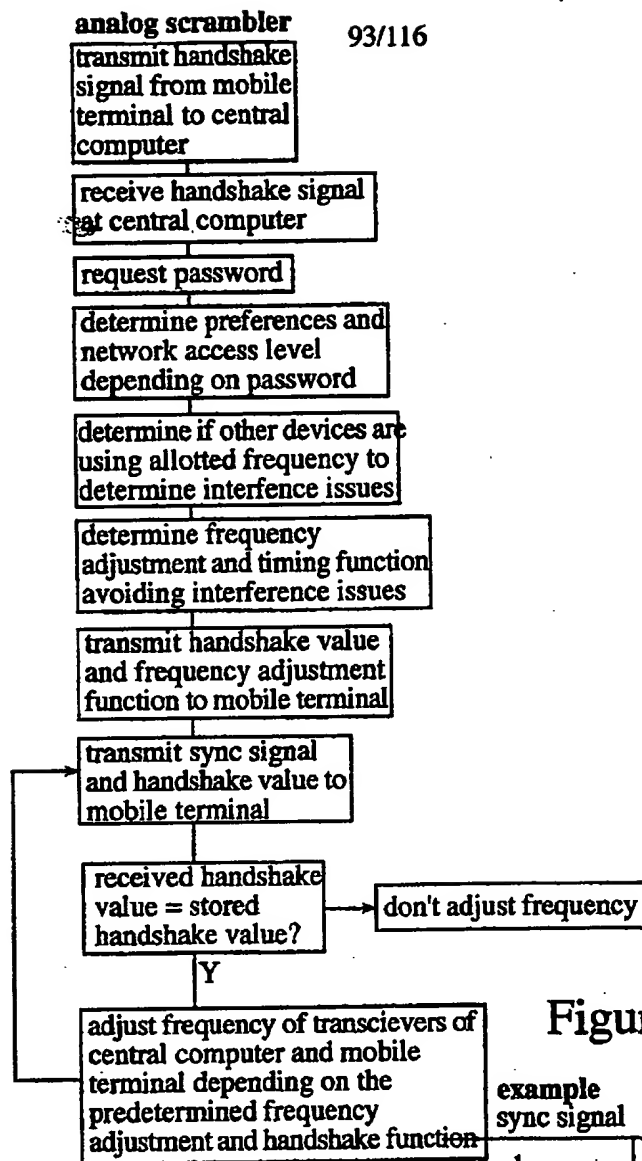 analog scrambler
93/116
transmit handshake
signal from mobile
terminal to central
computer
receive handshake signal
at central computer
request password
determine preferences and
network access level
depending on password
determine if other devices are
using allotted frequency to
determine interfence issues
determine frequency
adjustment and timing function
avoiding interference issues
transmit handshake value
and frequency adjustment
function to mobile terminal
transmit sync signal
and handshake value to
mobile terminal
received handshake
value = stored
handshake value?
don't adjust frequency
Y
adjust frequency of transcievers of
central computer and mobile
terminal depending on the
predetermined frequency
adjustment and handshake function
Figu
example
sync signal